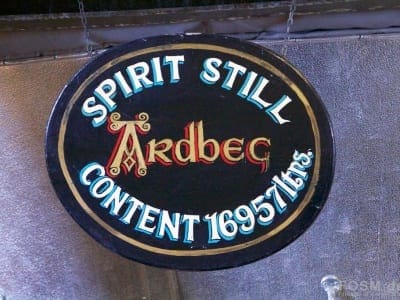 SPIRIT STILL
Ardbeg
CONTENT 16957 ltrs.